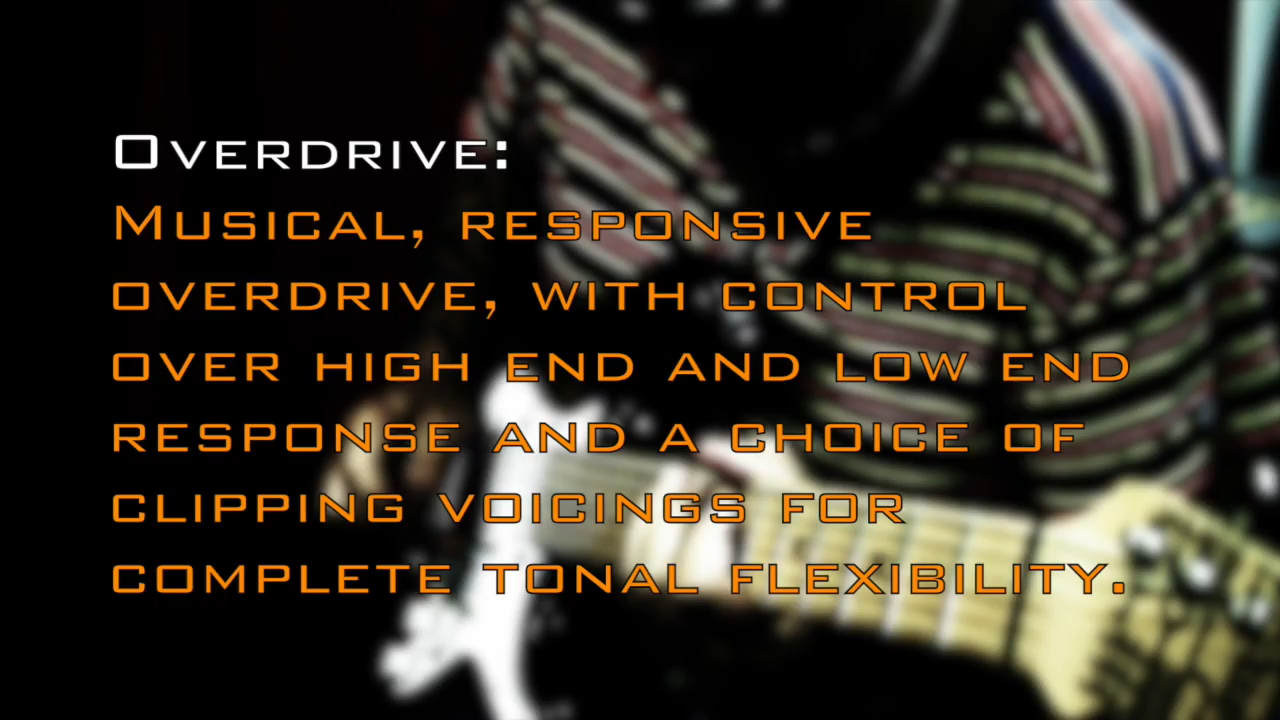 Overdrive:
Musical, responsive
overdrive, with control
over high end and low end
response and a choice of
clipping voicings for
complete tonal flexibility.